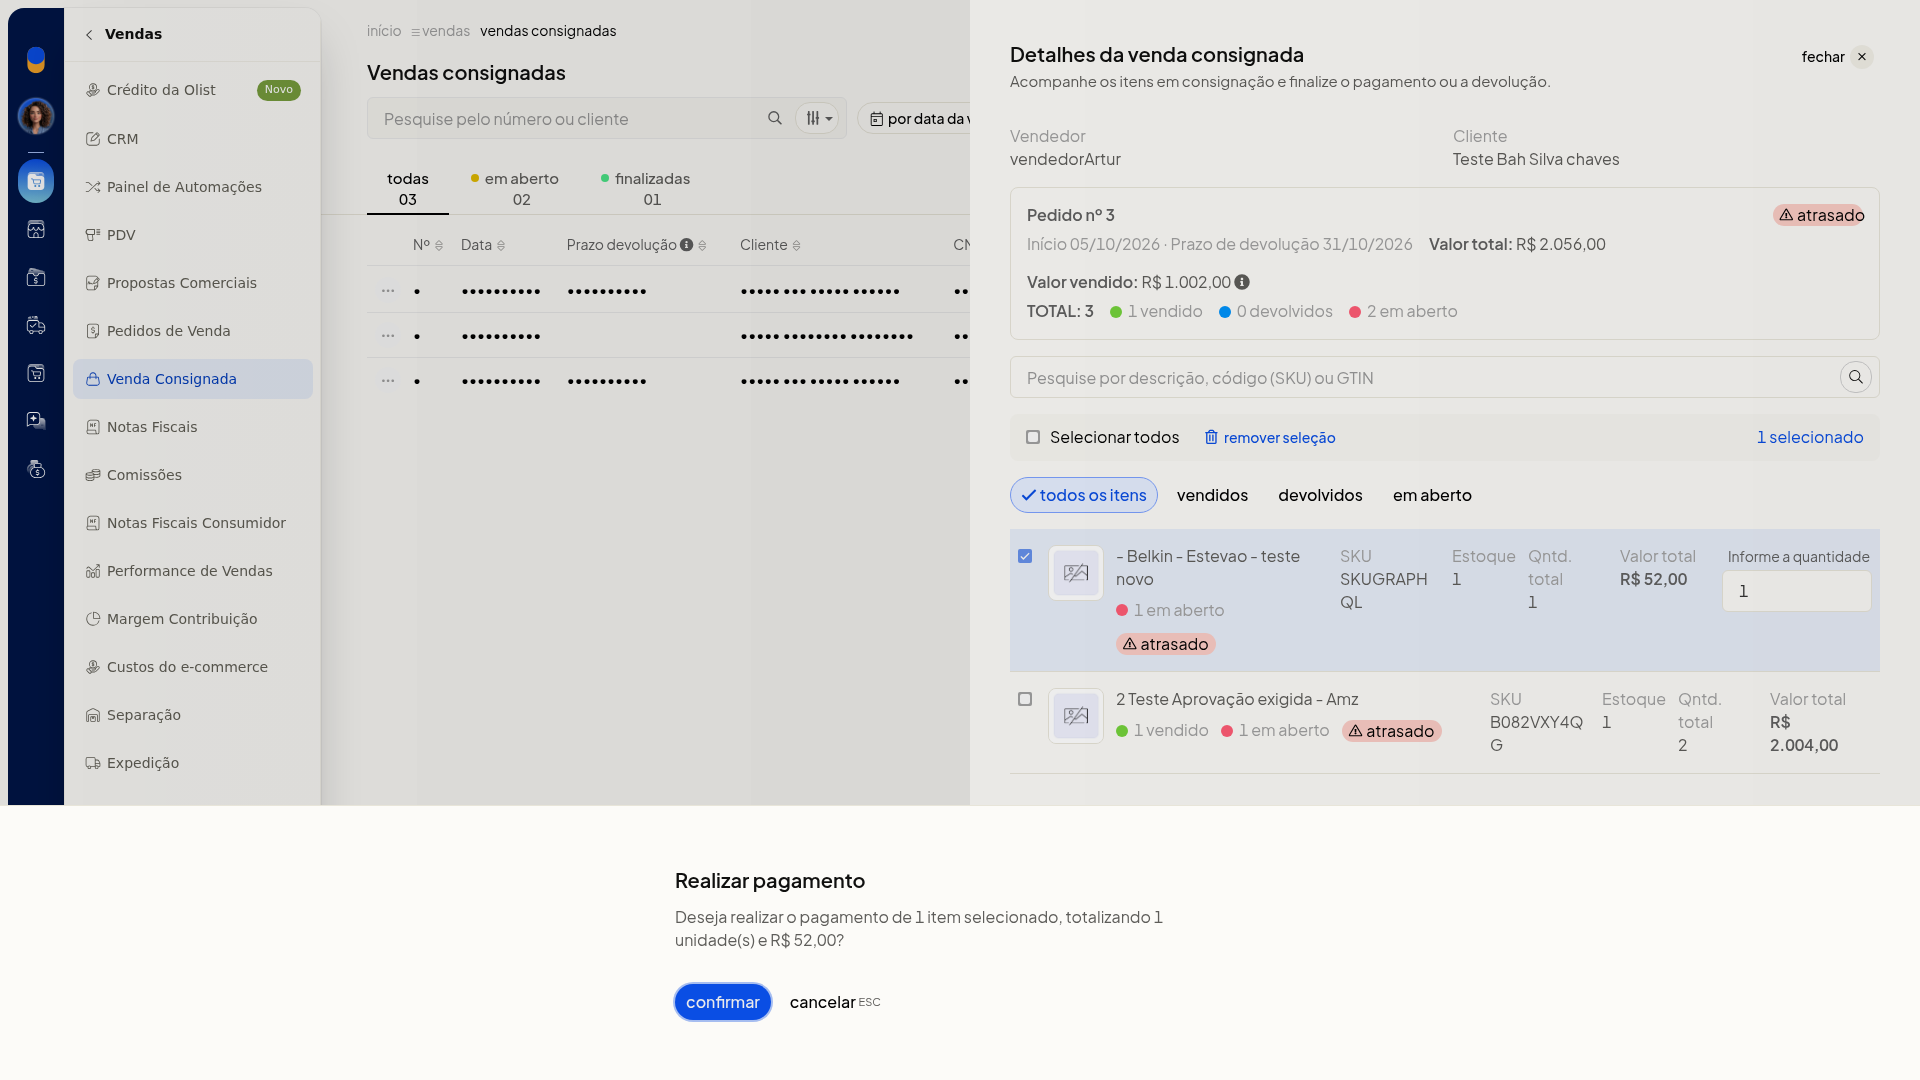 Vendas
Crédito da Olist
Novo
CRM
Painel de Automações
PDV
Propostas Comerciais
Pedidos de Venda
Venda Consignada
Notas Fiscais
Comissões
Notas Fiscais Consumidor
Performance de Vendas
Margem Contribuição
Custos do e-commerce
Separação
Expedição
início vendas vendas consignadas
Vendas consignadas
Pesquise pelo número ou cliente
por data da v
todas
03
em aberto
02
finalizadas
01
Nº Data Prazo devolução Cliente CN
•
••••••••••
••••••••••
••••• ••• ••••• ••••••
••
•
••••••••••
••••• •••••••• ••••••••
••
•
••••••••••
••••••••••
••••• ••• ••••• ••••••
••
Detalhes da venda consignada
Acompanhe os itens em consignação e finalize o pagamento ou a devolução.
fechar
Vendedor
vendedorArtur
Cliente
Teste Bah Silva chaves
Pedido nº 3
atrasado
Início 05/10/2026 · Prazo de devolução 31/10/2026 Valor total: R$ 2.056,00
Valor vendido: R$ 1.002,00
TOTAL: 3 1 vendido 0 devolvidos 2 em aberto
Pesquise por descrição, código (SKU) ou GTIN
Selecionar todos remover seleção 1 selecionado
todos os itens vendidos devolvidos em aberto
- Belkin - Estevao - teste
novo
1 em aberto
atrasado
SKU
SKUGRAPH
QL
Estoque
1
Qntd.
total
1
Valor total
R$ 52,00
Informe a quantidade
1
2 Teste Aprovação exigida - Amz
1 vendido 1 em aberto atrasado
SKU
B082VXY4Q
G
Estoque
1
Qntd.
total
2
Valor total
R$
2.004,00
Realizar pagamento
Deseja realizar o pagamento de 1 item selecionado, totalizando 1
unidade(s) e R$ 52,00?
confirmar cancelar ESC